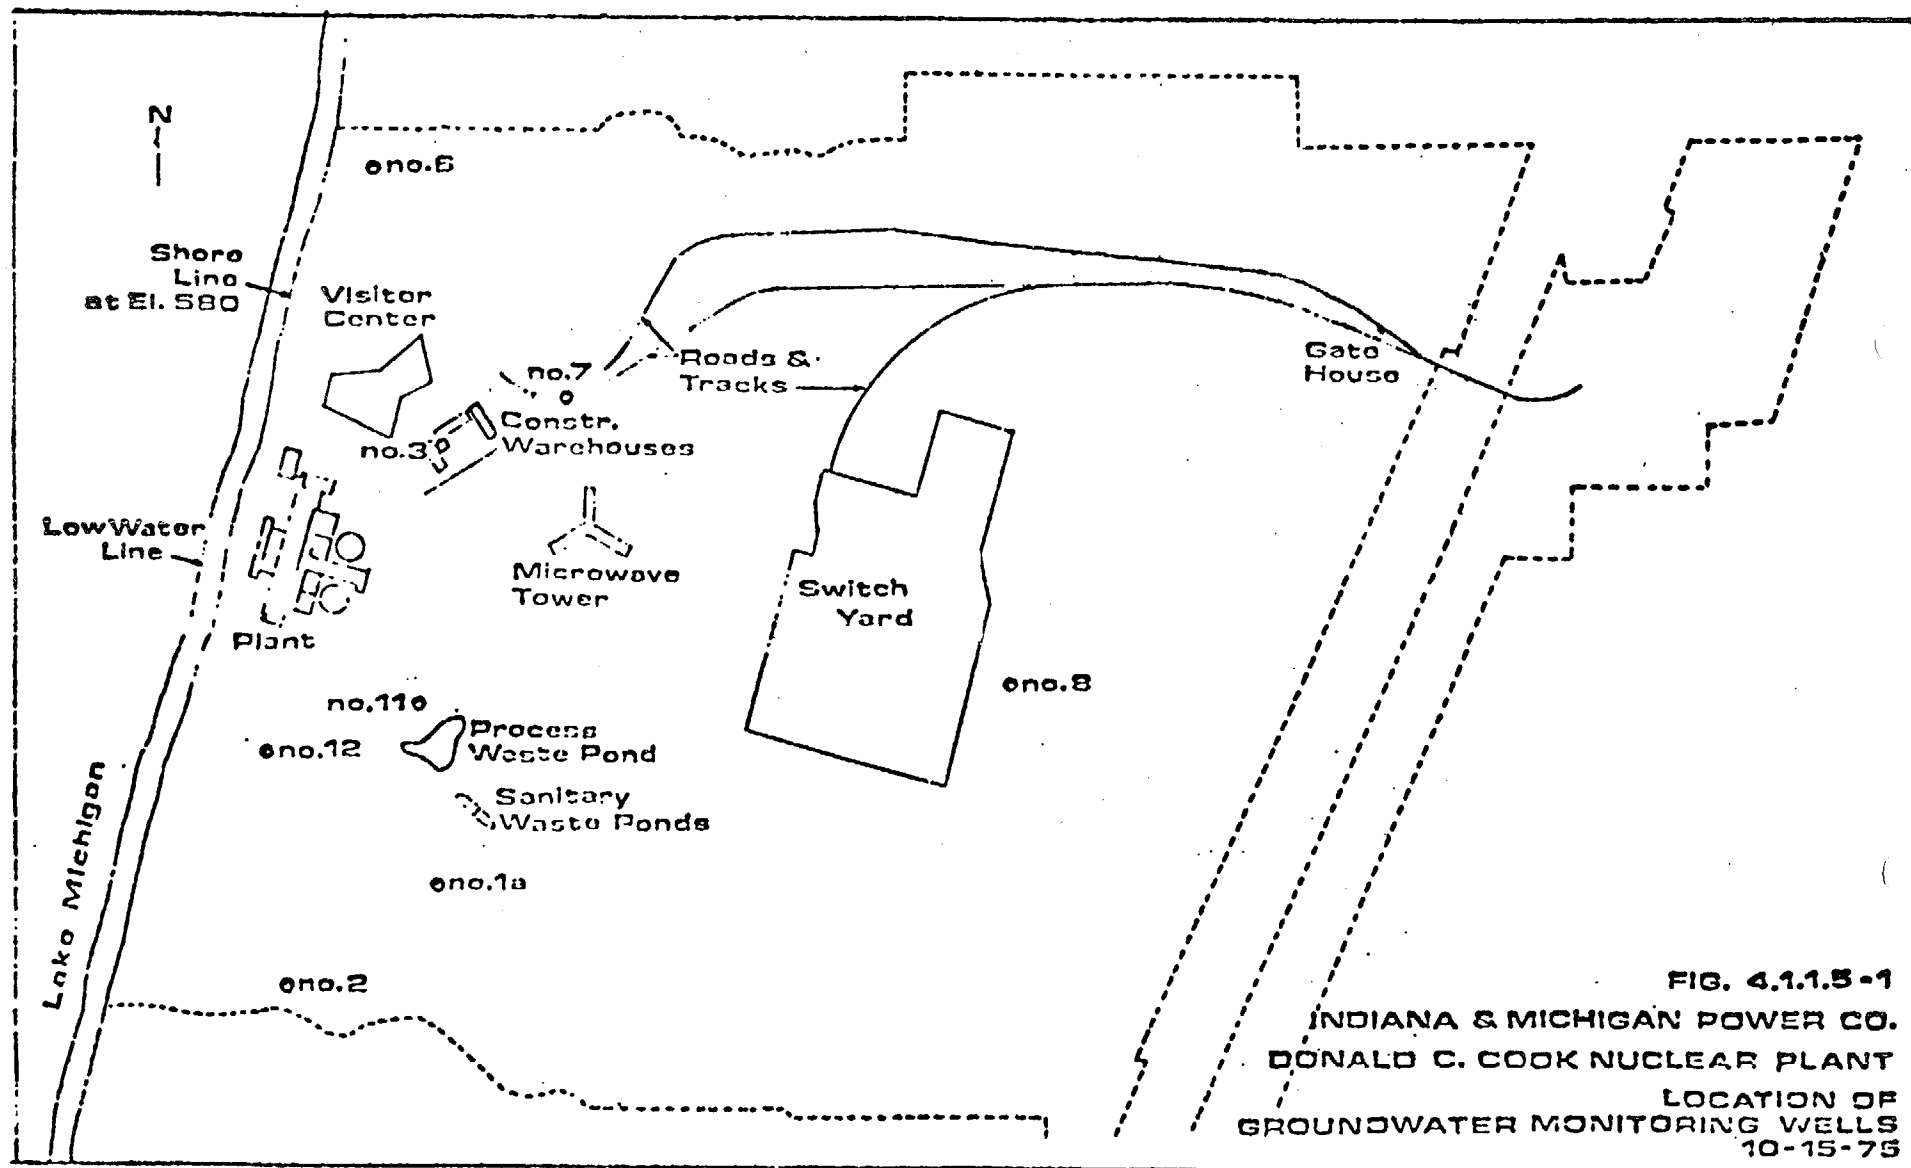 N
no.6
Shore
Line
at El. 580
Visitor
Center
no.7
Roads &
Tracks
Gate
House
Constr.
Warehouses
no.3
Low Water
Line
Microwave
Tower
Switch
Yard
Plant
no.8
no.11
Process
Waste Pond
no.12
Sanitary
Waste Ponds
Lake Michigan
no.1a
no.2
FIG. 4.1.1.5-1
INDIANA & MICHIGAN POWER CO.
DONALD C. COOK NUCLEAR PLANT
LOCATION OF
GROUNDWATER MONITORING WELLS
10-15-75